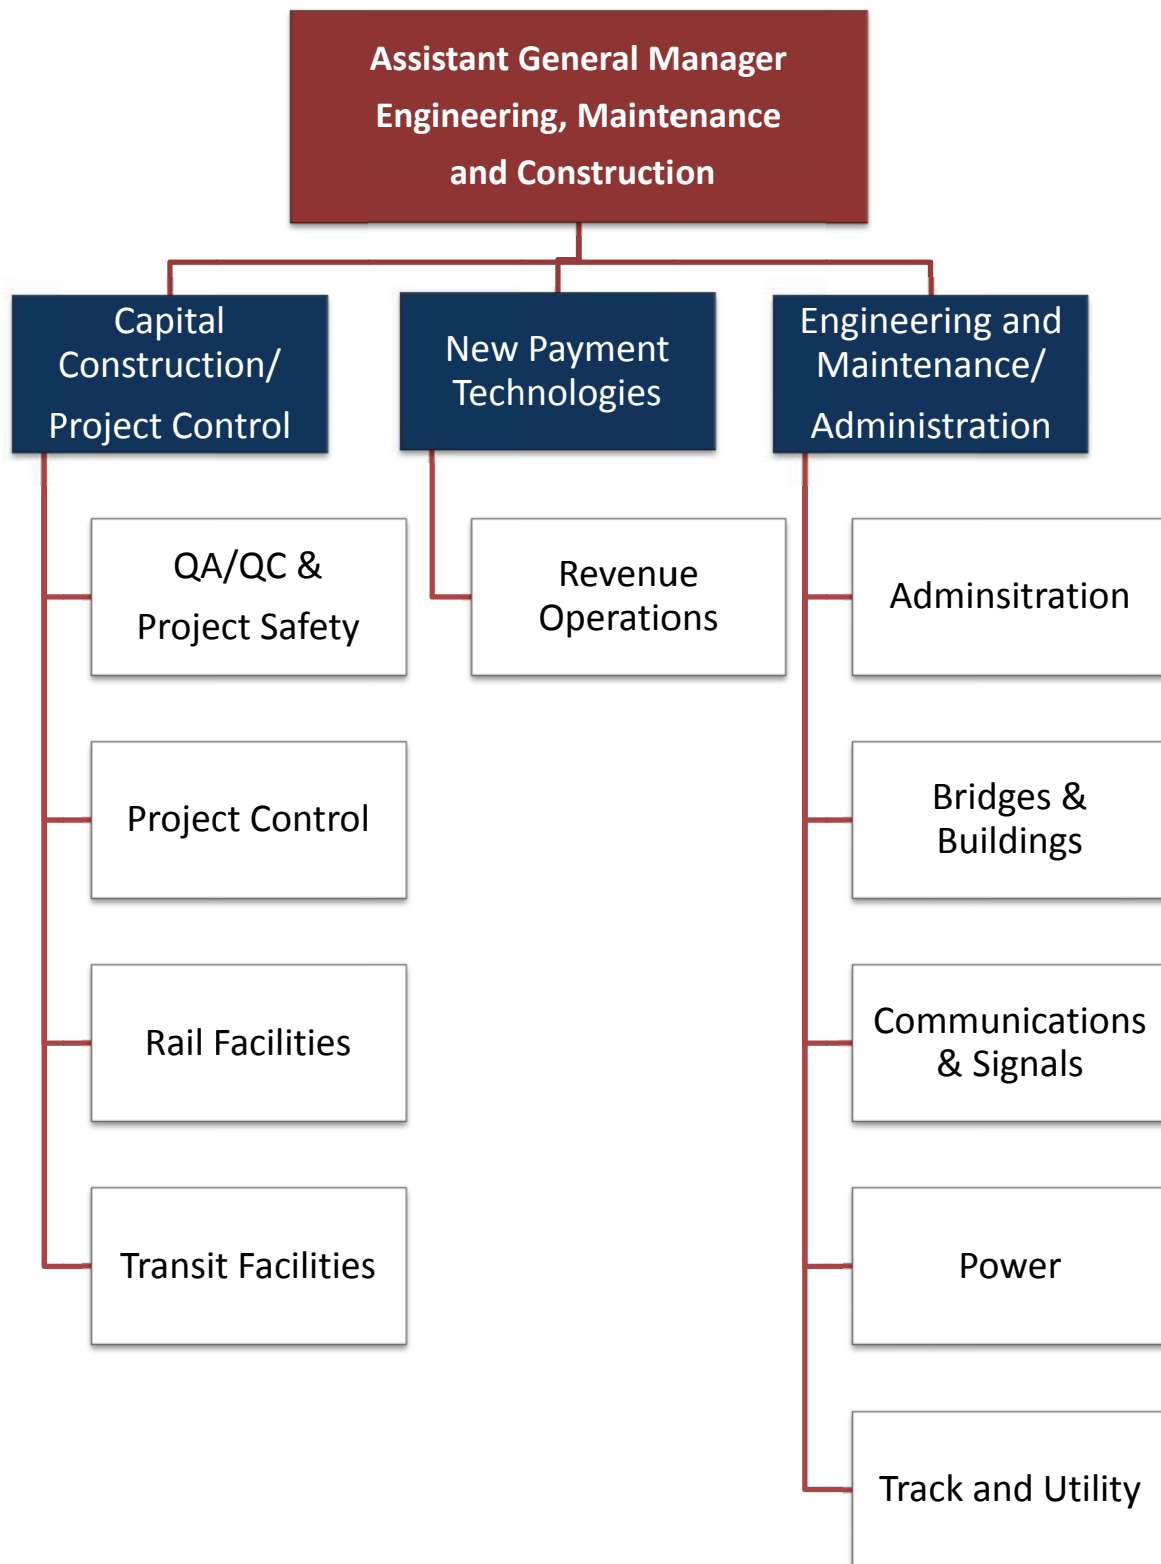 Assistant General Manager
Engineering, Maintenance
and Construction
Capital
Construction/
Project Control
New Payment
Technologies
Engineering and
Maintenance/
Administration
QA/QC &
Project Safety
Project Control
Rail Facilities
Transit Facilities
Revenue
Operations
Adminsitration
Bridges &
Buildings
Communications
& Signals
Power
Track and Utility